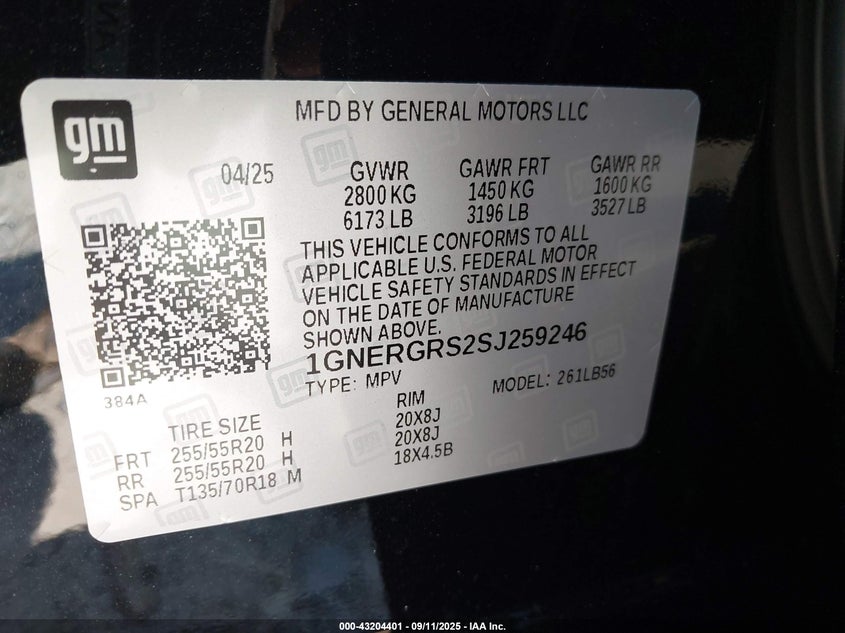 gm
MFD BY GENERAL MOTORS LLC
04/25
GVWR GAWR FRT GAWR RR
2800 KG 1450 KG 1600 KG
6173 LB 3196 LB 3527 LB
THIS VEHICLE CONFORMS TO ALL
APPLICABLE U.S. FEDERAL MOTOR
VEHICLE SAFETY STANDARDS IN EFFECT
ON THE DATE OF MANUFACTURE
SHOWN ABOVE.
1GNERGRS2SJ259246
TYPE: MPV MODEL: 261LB56
384A
TIRE SIZE RIM
FRT 255/55R20 H 20X8J
RR 255/55R20 H 20X8J
SPA T135/70R18 M 18X4.5B
000-43204401 - 09/11/2025 - IAA Inc.